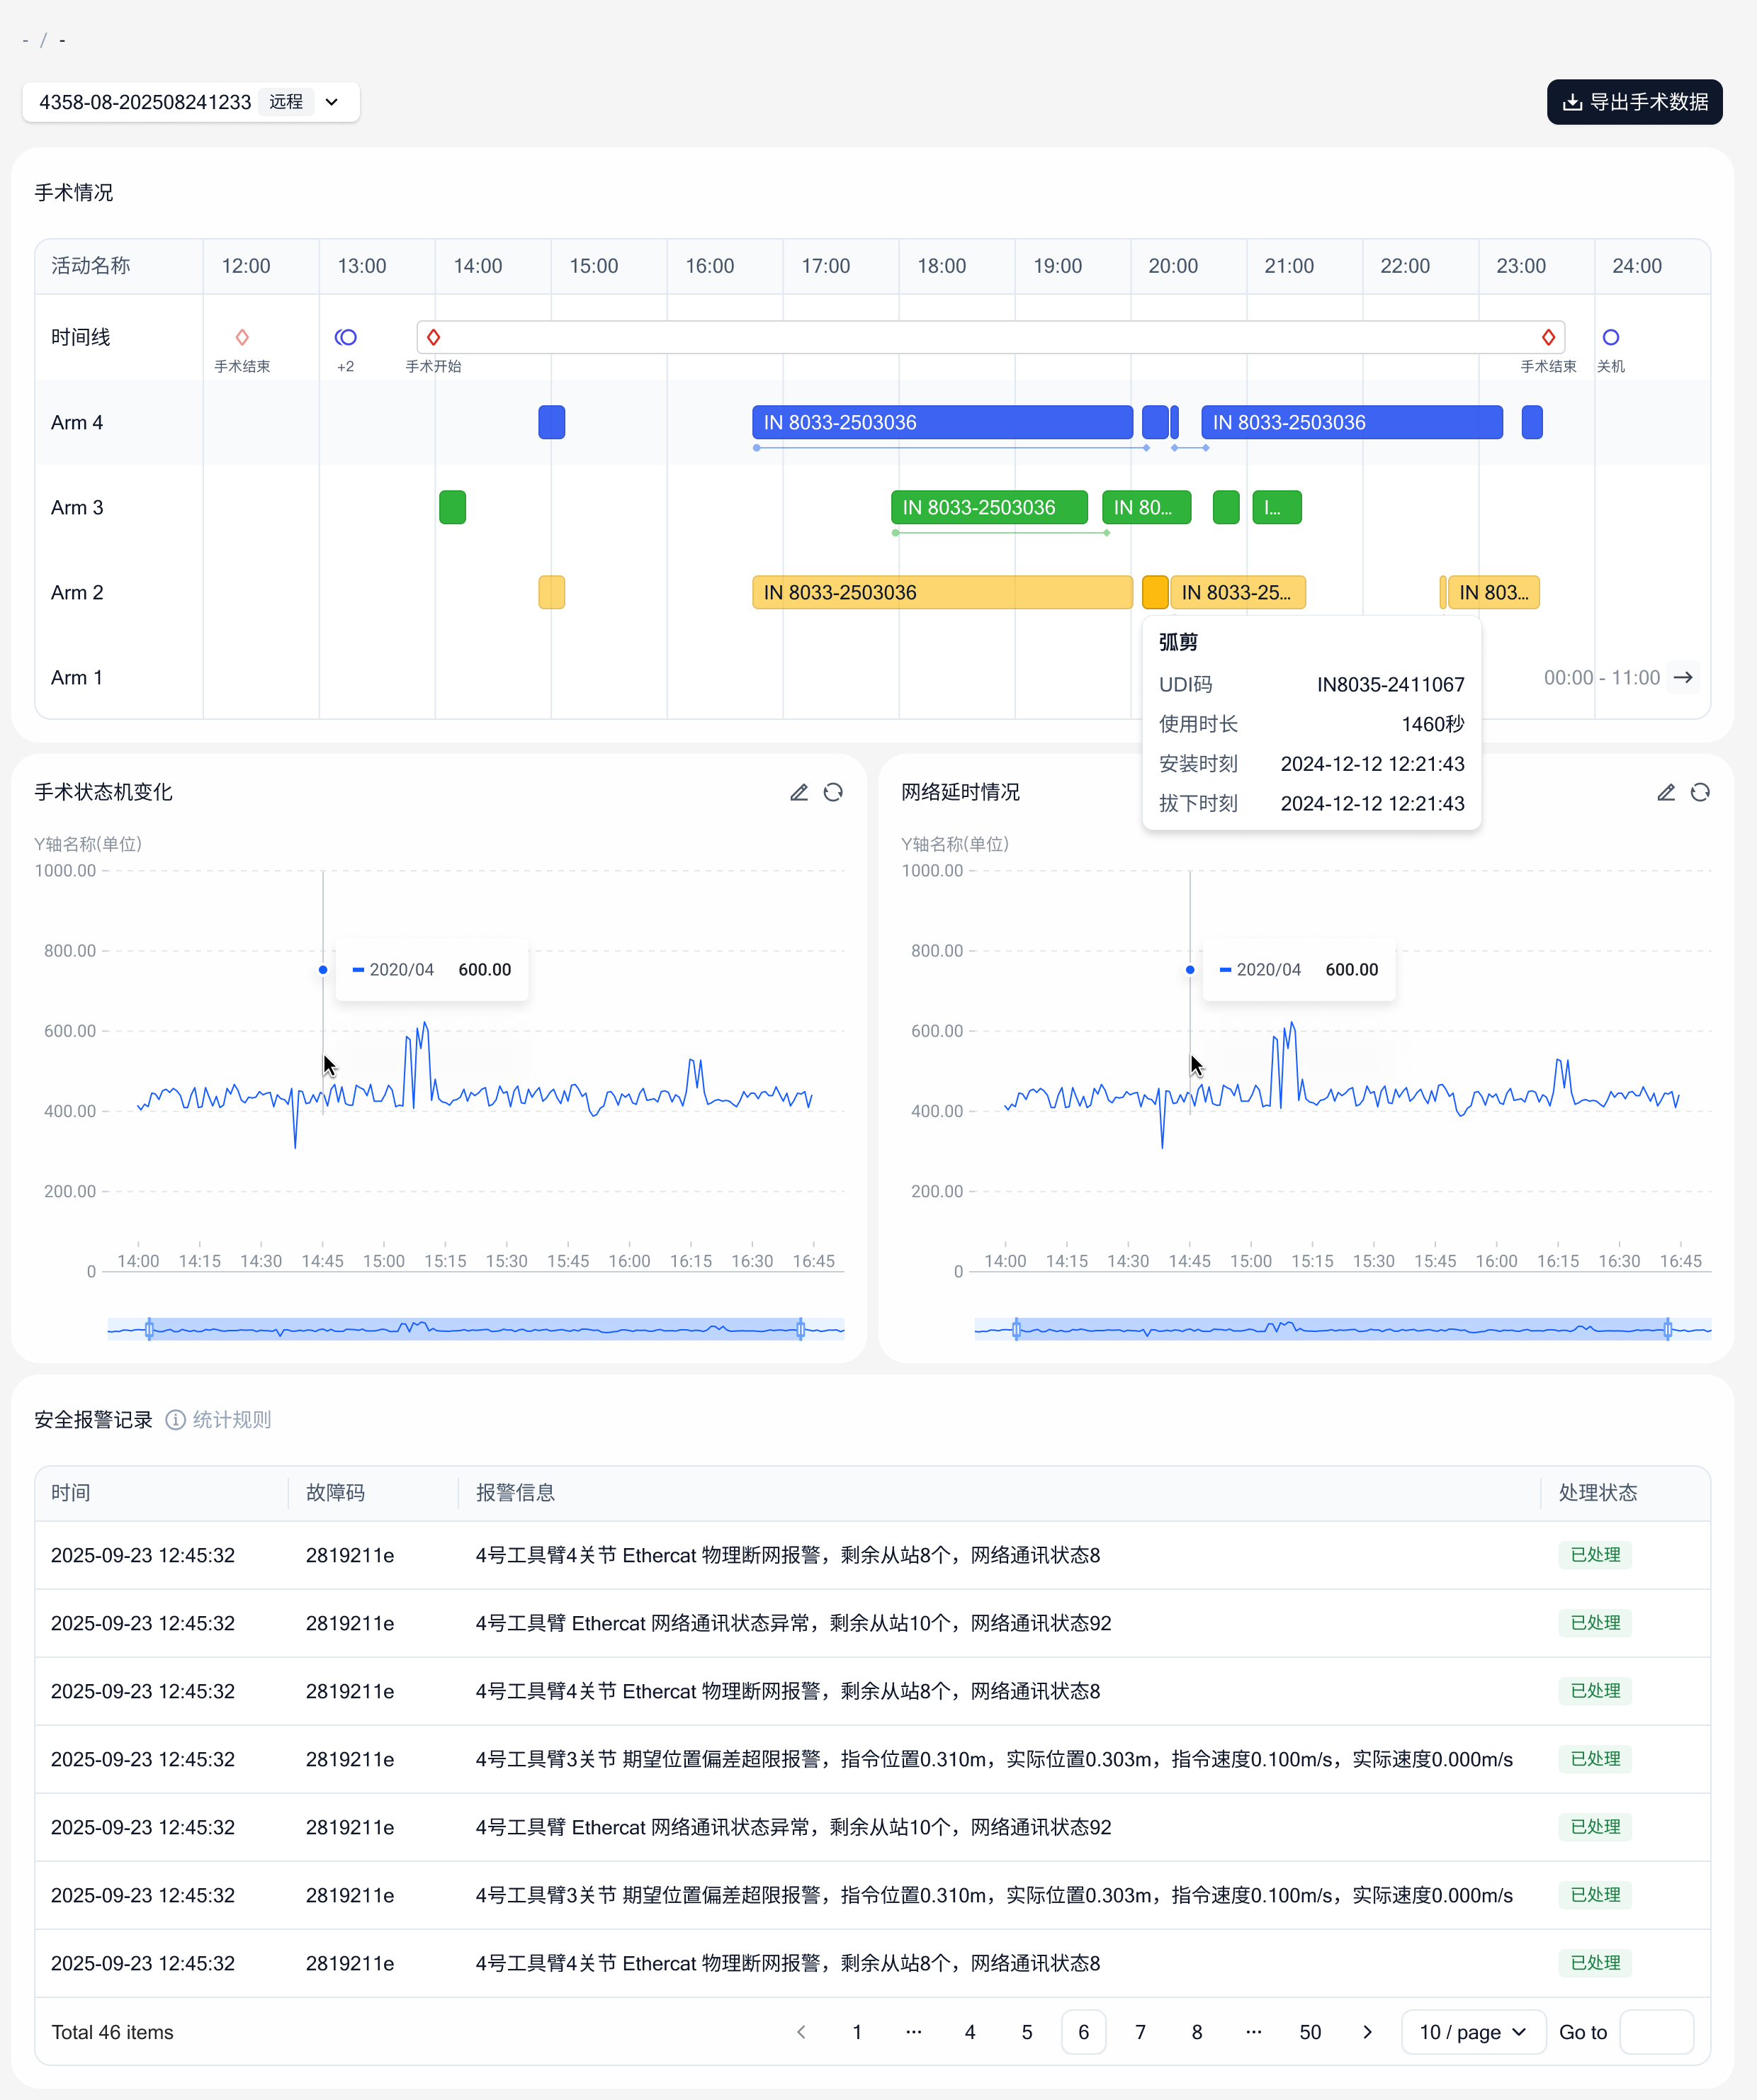 - / -
4358-08-202508241233 远程
导出手术数据
手术情况
活动名称 12:00 13:00 14:00 15:00 16:00 17:00 18:00 19:00 20:00 21:00 22:00 23:00 24:00
时间线
手术结束 +2 手术开始 手术结束 关机
Arm 4 IN 8033-2503036 IN 8033-2503036
Arm 3 IN 8033-2503036 IN 80... I...
Arm 2 IN 8033-2503036 IN 8033-25... IN 803...
Arm 1 00:00 - 11:00
弧剪
UDI码 IN8035-2411067
使用时长 1460秒
安装时刻 2024-12-12 12:21:43
拔下时刻 2024-12-12 12:21:43
手术状态机变化
Y轴名称(单位)
1000.00
800.00
2020/04 600.00
600.00
400.00
200.00
14:00 14:15 14:30 14:45 15:00 15:15 15:30 15:45 16:00 16:15 16:30 16:45
0
网络延时情况
Y轴名称(单位)
1000.00
800.00
2020/04 600.00
600.00
400.00
200.00
14:00 14:15 14:30 14:45 15:00 15:15 15:30 15:45 16:00 16:15 16:30 16:45
0
安全报警记录 统计规则
时间 故障码 报警信息 处理状态
2025-09-23 12:45:32 2819211e 4号工具臂4关节 Ethercat 物理断网报警，剩余从站8个，网络通讯状态8 已处理
2025-09-23 12:45:32 2819211e 4号工具臂 Ethercat 网络通讯状态异常，剩余从站10个，网络通讯状态92 已处理
2025-09-23 12:45:32 2819211e 4号工具臂4关节 Ethercat 物理断网报警，剩余从站8个，网络通讯状态8 已处理
2025-09-23 12:45:32 2819211e 4号工具臂3关节 期望位置偏差超限报警，指令位置0.310m，实际位置0.303m，指令速度0.100m/s，实际速度0.000m/s 已处理
2025-09-23 12:45:32 2819211e 4号工具臂 Ethercat 网络通讯状态异常，剩余从站10个，网络通讯状态92 已处理
2025-09-23 12:45:32 2819211e 4号工具臂3关节 期望位置偏差超限报警，指令位置0.310m，实际位置0.303m，指令速度0.100m/s，实际速度0.000m/s 已处理
2025-09-23 12:45:32 2819211e 4号工具臂4关节 Ethercat 物理断网报警，剩余从站8个，网络通讯状态8 已处理
Total 46 items 1 ··· 4 5 6 7 8 ··· 50 10 / page Go to